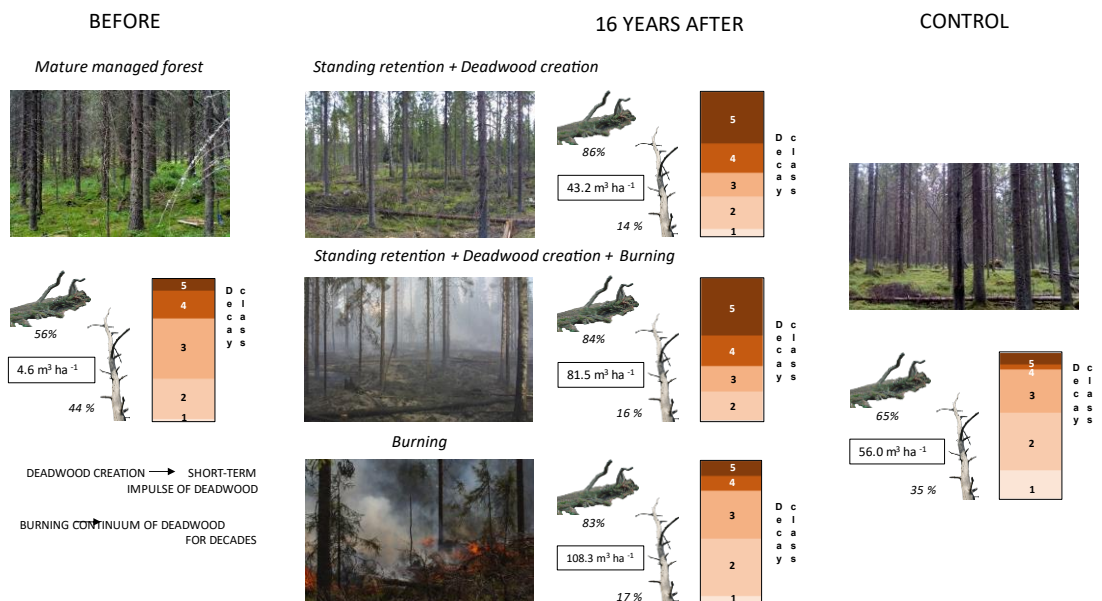 BEFORE
16 YEARS AFTER
CONTROL
Mature managed forest
56%
4.6 m³ ha ⁻¹
44 %
5
4
3
2
1
Decay classes
DEADWOOD CREATION → SHORT-TERM
IMPULSE OF DEADWOOD
BURNING CONTINUUM OF DEADWOOD
FOR DECADES
Standing retention + Deadwood creation
86%
43.2 m³ ha ⁻¹
14 %
5
4
3
2
1
Decay classes
Standing retention + Deadwood creation + Burning
84%
81.5 m³ ha ⁻¹
16 %
5
4
3
2
Decay classes
Burning
83%
108.3 m³ ha ⁻¹
17 %
5
4
3
2
1
Decay classes
65%
56.0 m³ ha ⁻¹
35 %
5
4
3
2
1
Decay classes